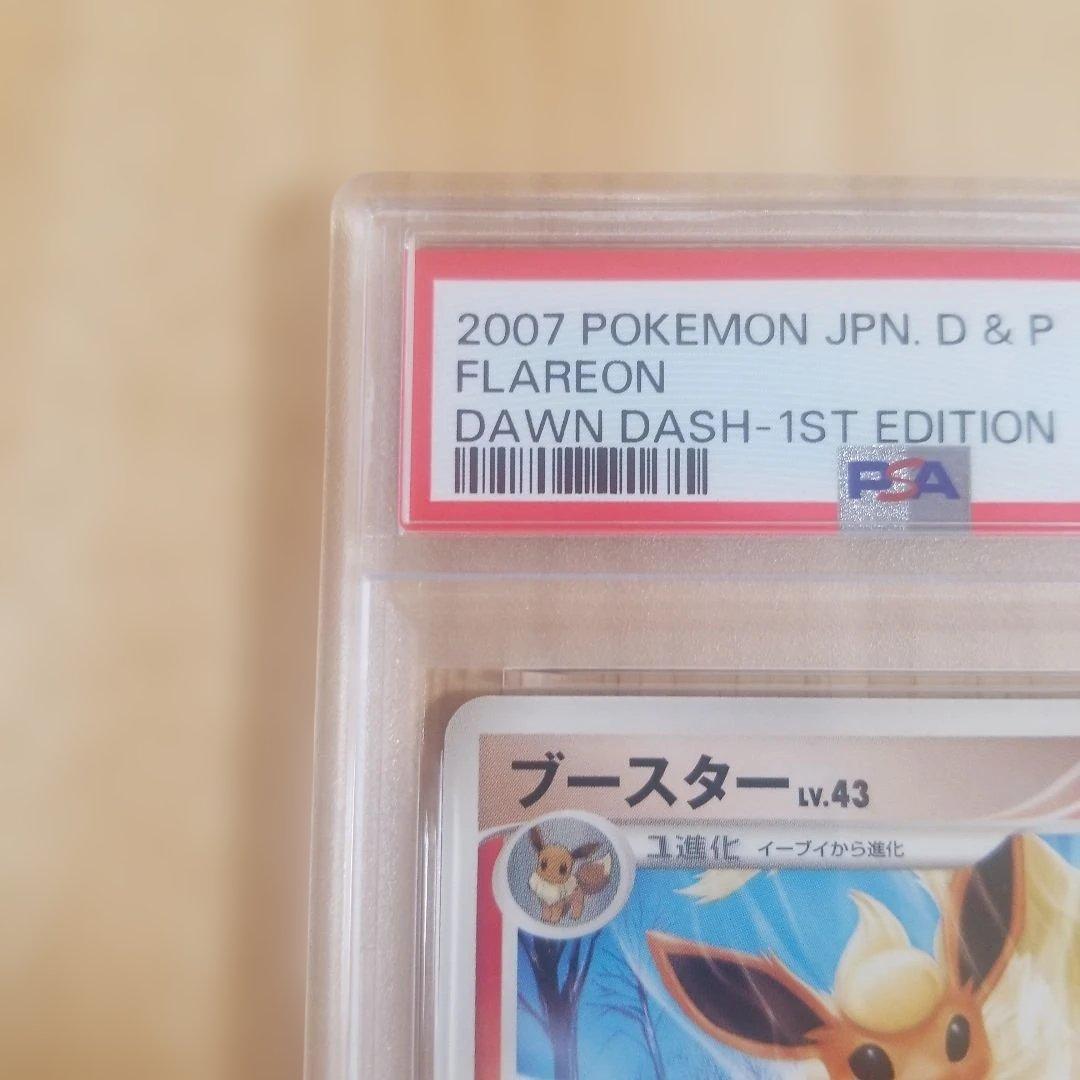 2007 POKEMON JPN. D & P
FLAREON
DAWN DASH-1ST EDITION
PSA
ブースター LV.43
1進化 イーブイから進化